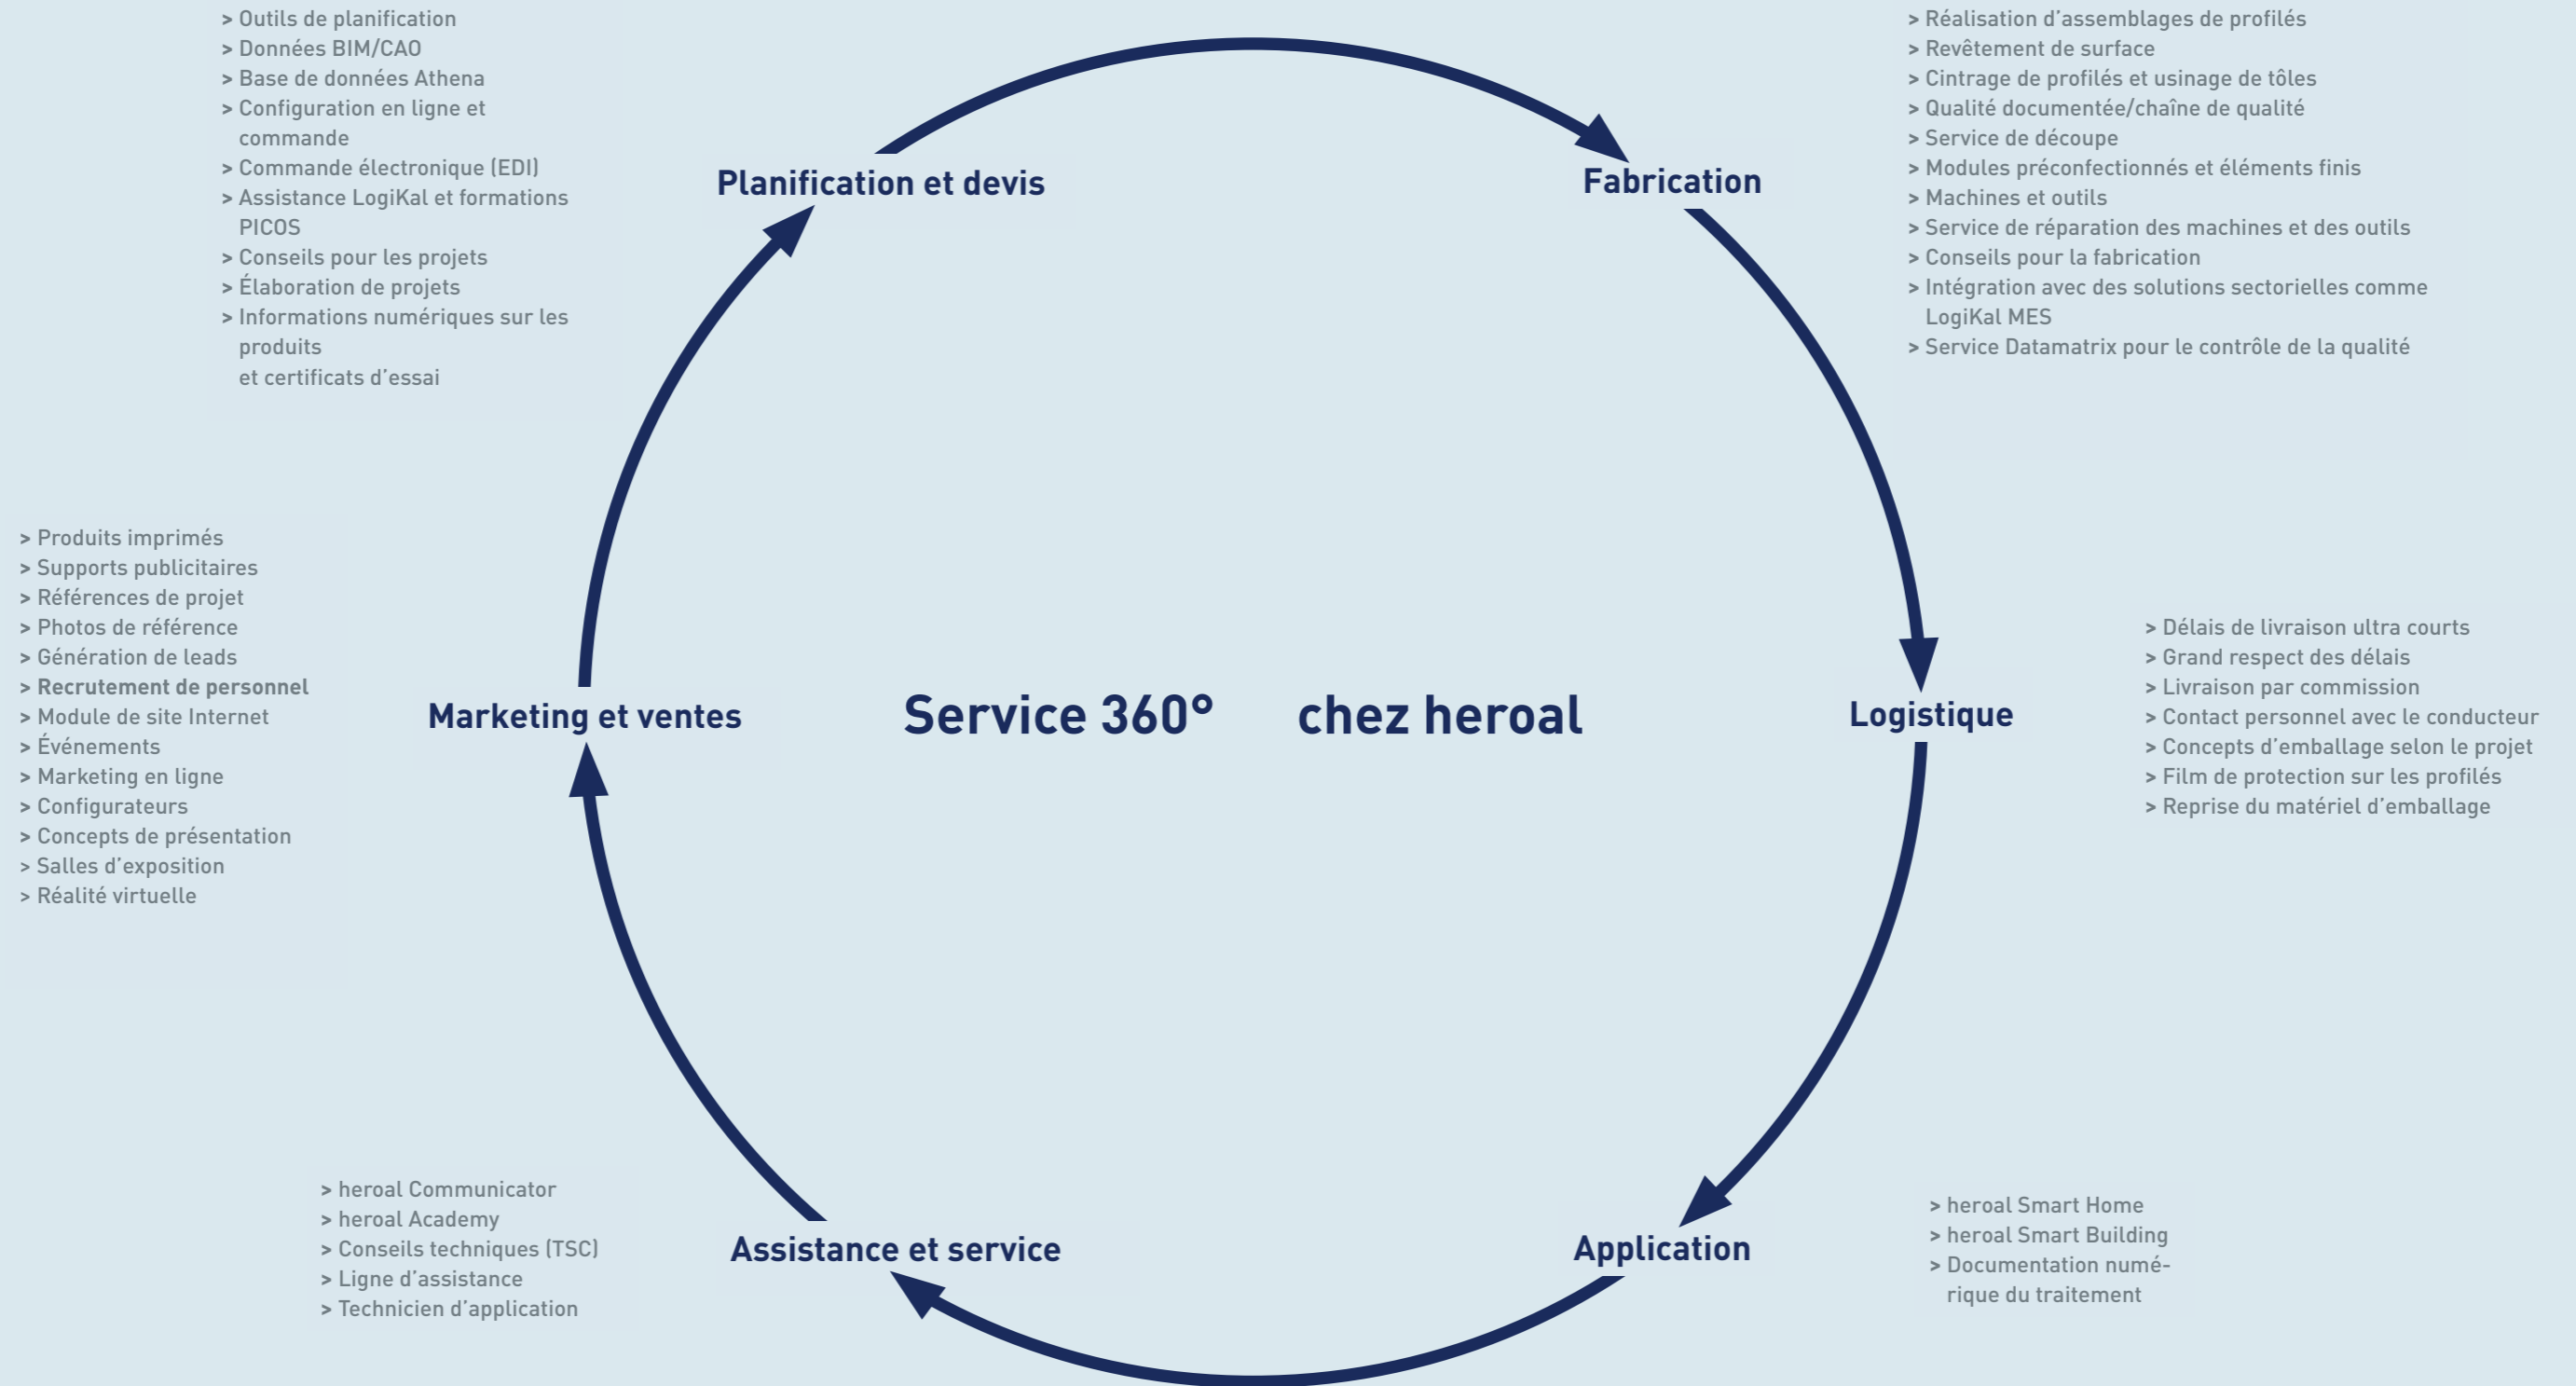 > Outils de planification
> Données BIM/CAO
> Base de données Athena
> Configuration en ligne et
commande
> Commande électronique (EDI)
> Assistance LogiKal et formations
PICOS
> Conseils pour les projets
> Élaboration de projets
> Informations numériques sur les
produits
et certificats d’essai
Planification et devis
> Réalisation d’assemblages de profilés
> Revêtement de surface
> Cintrage de profilés et usinage de tôles
> Qualité documentée/chaîne de qualité
> Service de découpe
> Modules préconfectionnés et éléments finis
> Machines et outils
> Service de réparation des machines et des outils
> Conseils pour la fabrication
> Intégration avec des solutions sectorielles comme
LogiKal MES
> Service Datamatrix pour le contrôle de la qualité
Fabrication
> Produits imprimés
> Supports publicitaires
> Références de projet
> Photos de référence
> Génération de leads
> Recrutement de personnel
> Module de site Internet
> Événements
> Marketing en ligne
> Configurateurs
> Concepts de présentation
> Salles d’exposition
> Réalité virtuelle
Marketing et ventes
Service 360° chez heroal
Logistique
> Délais de livraison ultra courts
> Grand respect des délais
> Livraison par commission
> Contact personnel avec le conducteur
> Concepts d’emballage selon le projet
> Film de protection sur les profilés
> Reprise du matériel d’emballage
> heroal Communicator
> heroal Academy
> Conseils techniques (TSC)
> Ligne d’assistance
> Technicien d’application
Assistance et service
Application
> heroal Smart Home
> heroal Smart Building
> Documentation numé-
rique du traitement